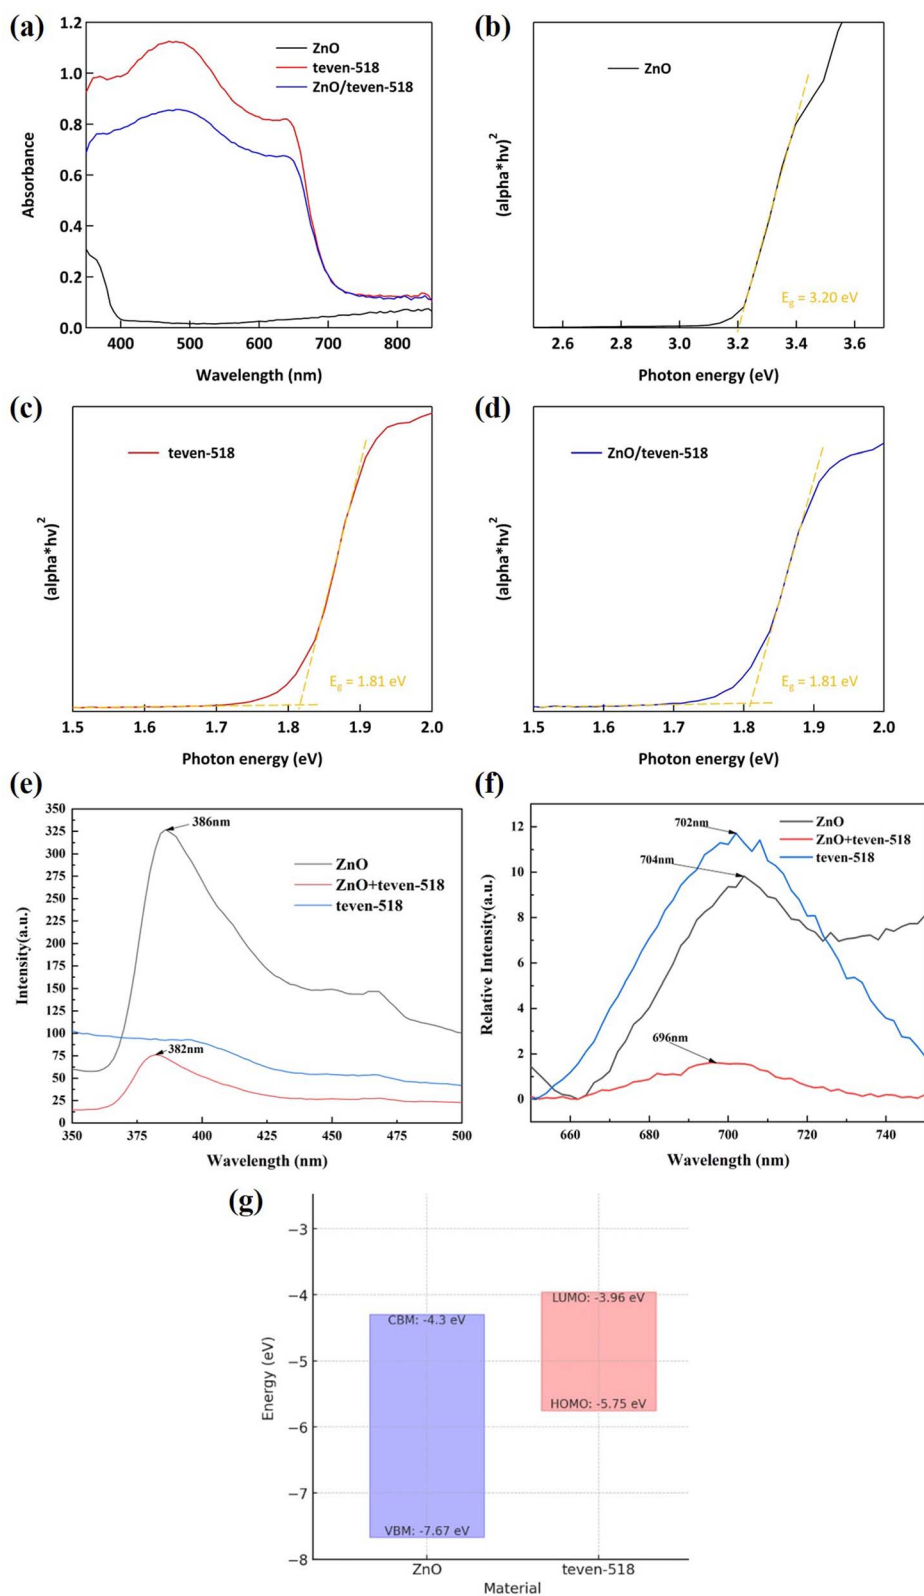 (a)
1.2
1.0
0.8
0.6
0.4
0.2
0.0
Absorbance
ZnO
teven-518
ZnO/teven-518
400 500 600 700 800
Wavelength (nm)
(b)
(alpha*hv)²
ZnO
E_g = 3.20 eV
2.6 2.8 3.0 3.2 3.4 3.6
Photon energy (eV)
(c)
(alpha*hv)²
teven-518
E_g = 1.81 eV
1.5 1.6 1.7 1.8 1.9 2.0
Photon energy (eV)
(d)
(alpha*hv)²
ZnO/teven-518
E_g = 1.81 eV
1.5 1.6 1.7 1.8 1.9 2.0
Photon energy (eV)
(e)
350
325
300
275
250
225
200
175
150
125
100
75
50
25
0
Intensity(a.u.)
386nm
ZnO
ZnO+teven-518
teven-518
382nm
350 375 400 425 450 475 500
Wavelength (nm)
(f)
12
10
8
6
4
2
0
Relative Intensity(a.u.)
702nm
704nm
696nm
ZnO
ZnO+teven-518
teven-518
660 680 700 720 740
Wavelength (nm)
(g)
−3
−4
−5
−6
−7
−8
Energy (eV)
CBM: -4.3 eV
VBM: -7.67 eV
LUMO: -3.96 eV
HOMO: -5.75 eV
ZnO teven-518
Material